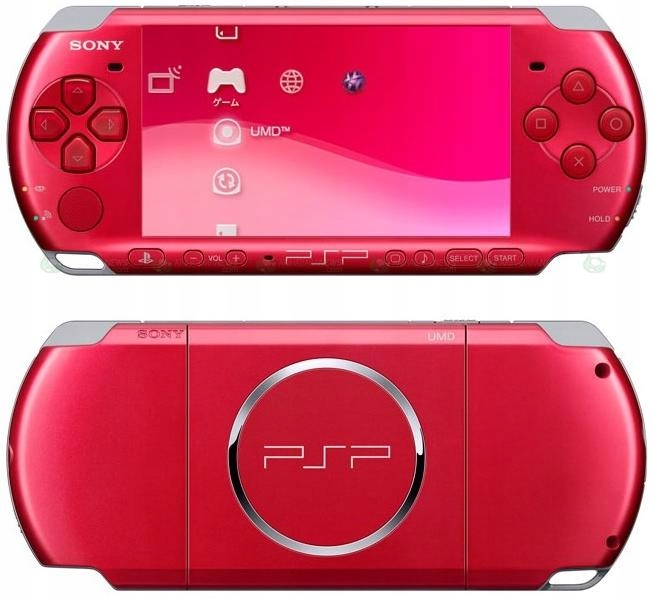 SONY
ゲーム
UMD™
POWER
HOLD
− VOL +
PSP
SELECT
START
SONY
UMD
PSP